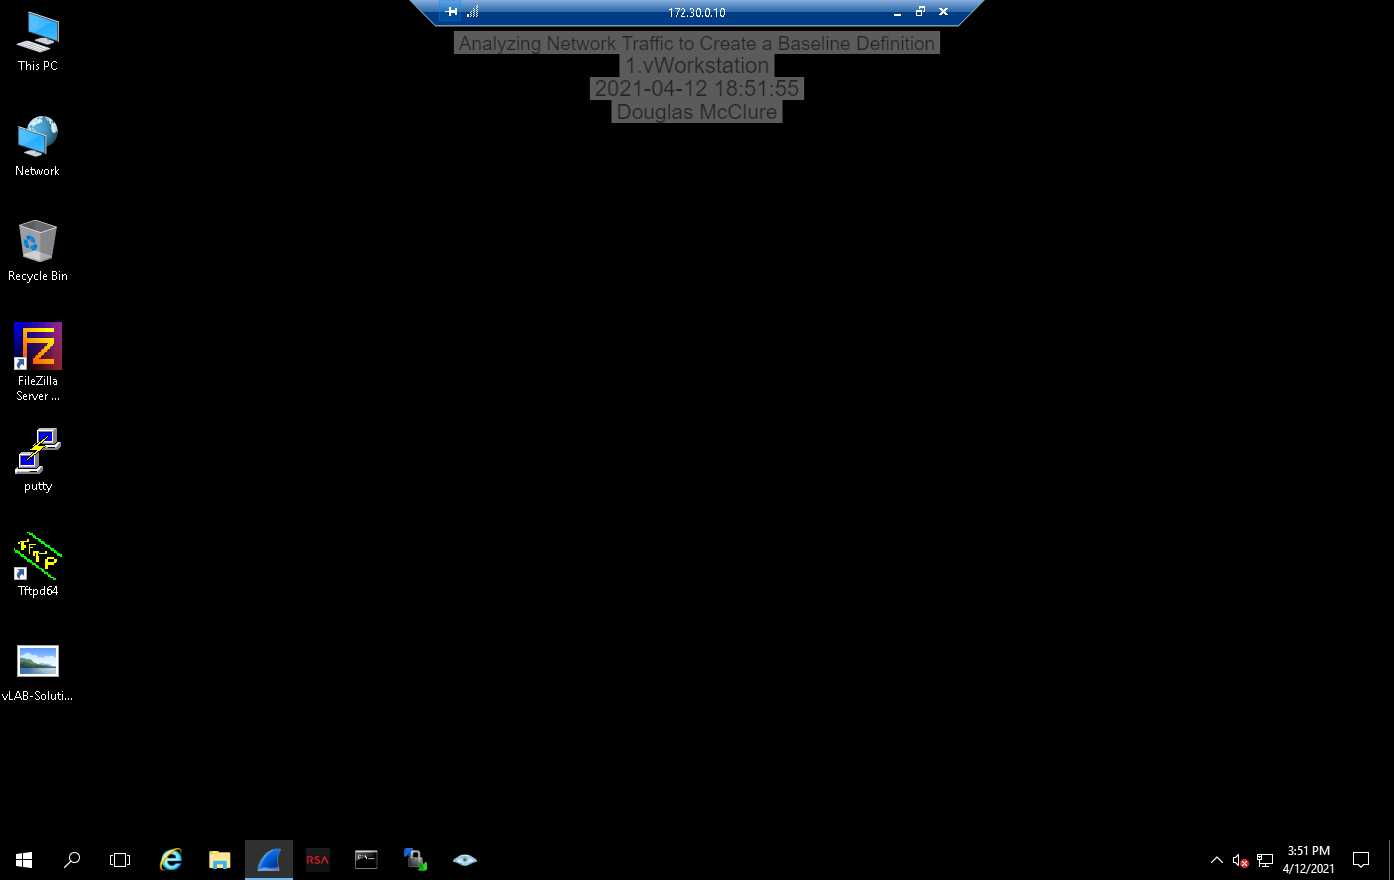 172.30.0.10
Analyzing Network Traffic to Create a Baseline Definition
1.vWorkstation
2021-04-12 18:51:55
Douglas McClure
This PC
Network
Recycle Bin
FZ
FileZilla
Server ...
putty
TFTP
Tftpd64
vLAB-Soluti...
RSA
3:51 PM
4/12/2021